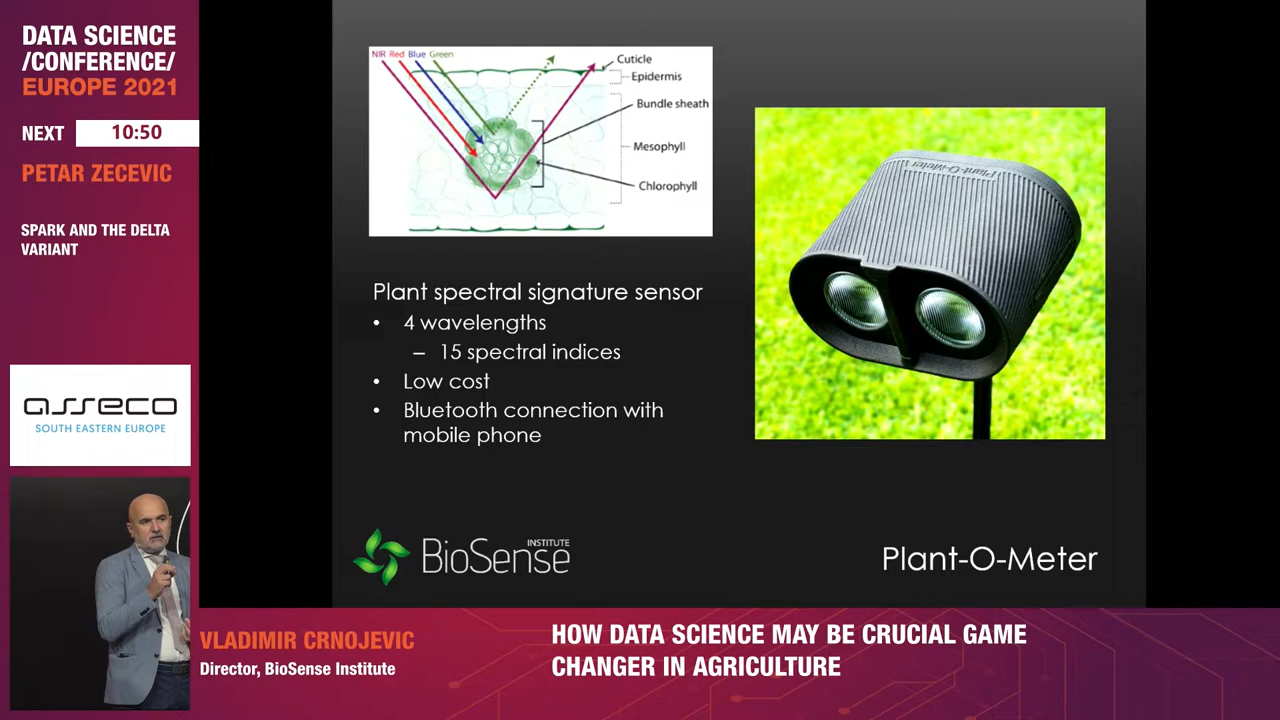 DATA SCIENCE
/CONFERENCE/
EUROPE 2021
NEXT 10:50
PETAR ZECEVIC
SPARK AND THE DELTA
VARIANT
asseco
SOUTH EASTERN EUROPE
NIR Red Blue Green
Cuticle
Epidermis
Bundle sheath
Mesophyll
Chlorophyll
Plant-O-Meter
Plant spectral signature sensor
• 4 wavelengths
– 15 spectral indices
• Low cost
• Bluetooth connection with
mobile phone
BioSense INSTITUTE
Plant-O-Meter
VLADIMIR CRNOJEVIC
Director, BioSense Institute
HOW DATA SCIENCE MAY BE CRUCIAL GAME
CHANGER IN AGRICULTURE